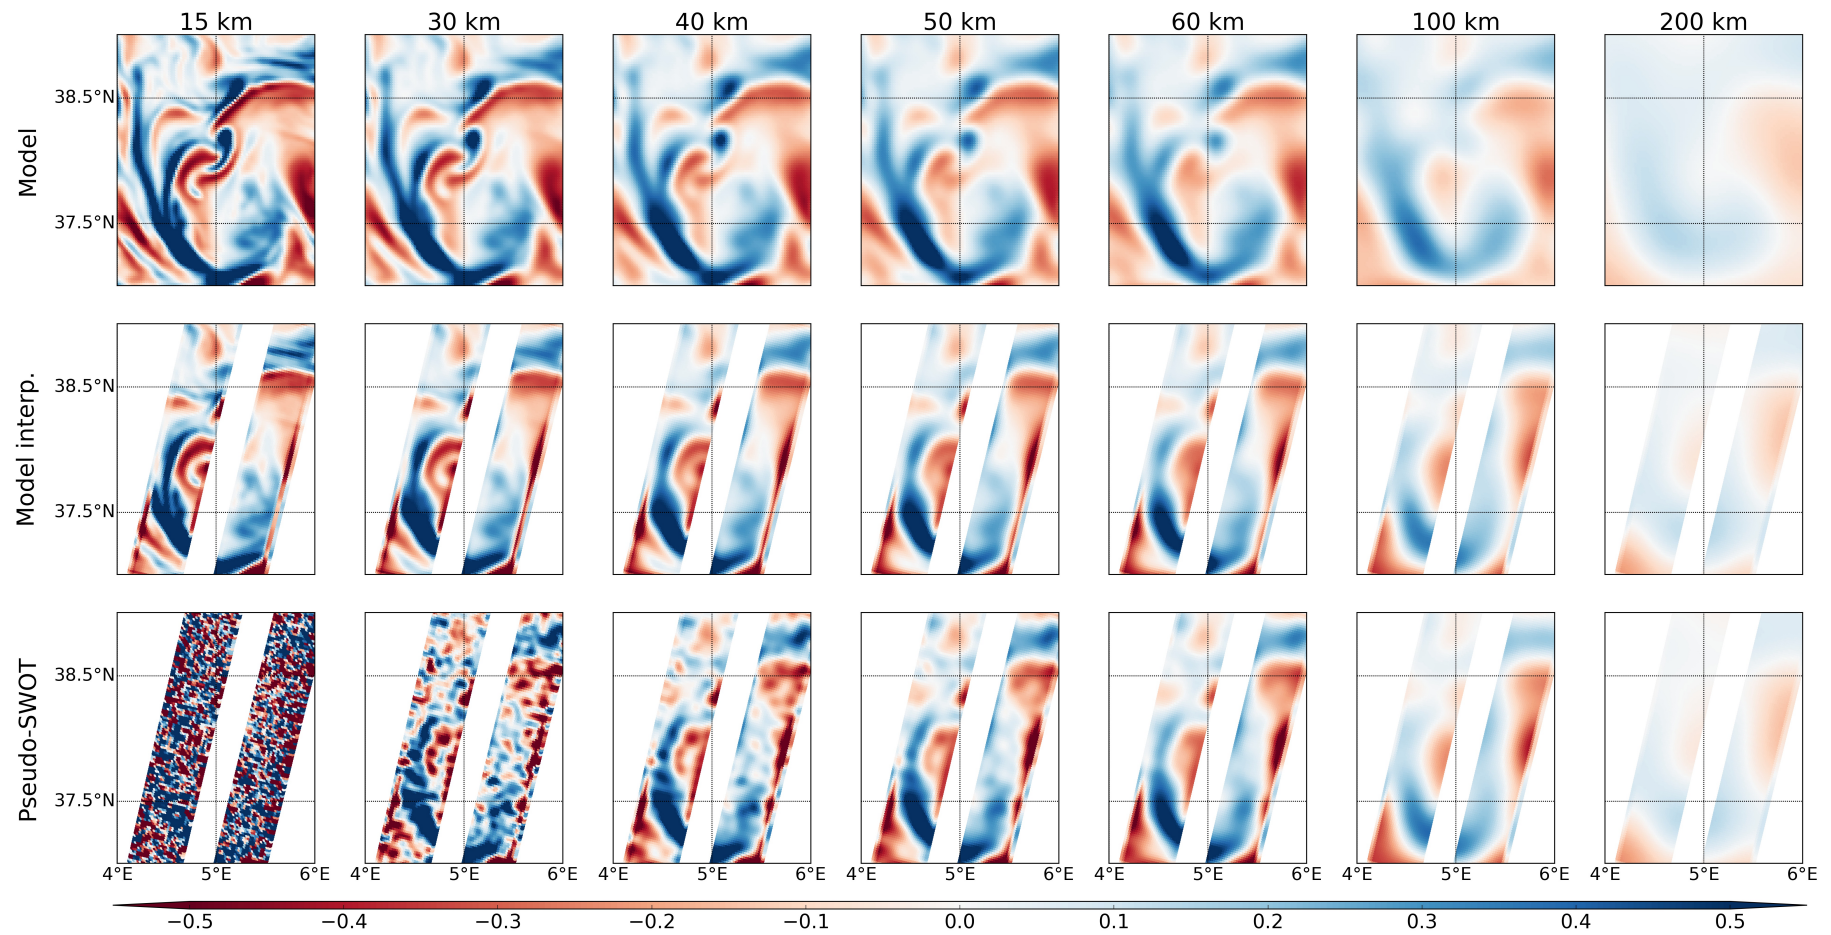 15 km 30 km 40 km 50 km 60 km 100 km 200 km
Model
38.5°N
37.5°N
Model interp.
38.5°N
37.5°N
Pseudo-SWOT
38.5°N
37.5°N
4°E 5°E 6°E 4°E 5°E 6°E 4°E 5°E 6°E 4°E 5°E 6°E 4°E 5°E 6°E 4°E 5°E 6°E 4°E 5°E 6°E
−0.5 −0.4 −0.3 −0.2 −0.1 0.0 0.1 0.2 0.3 0.4 0.5